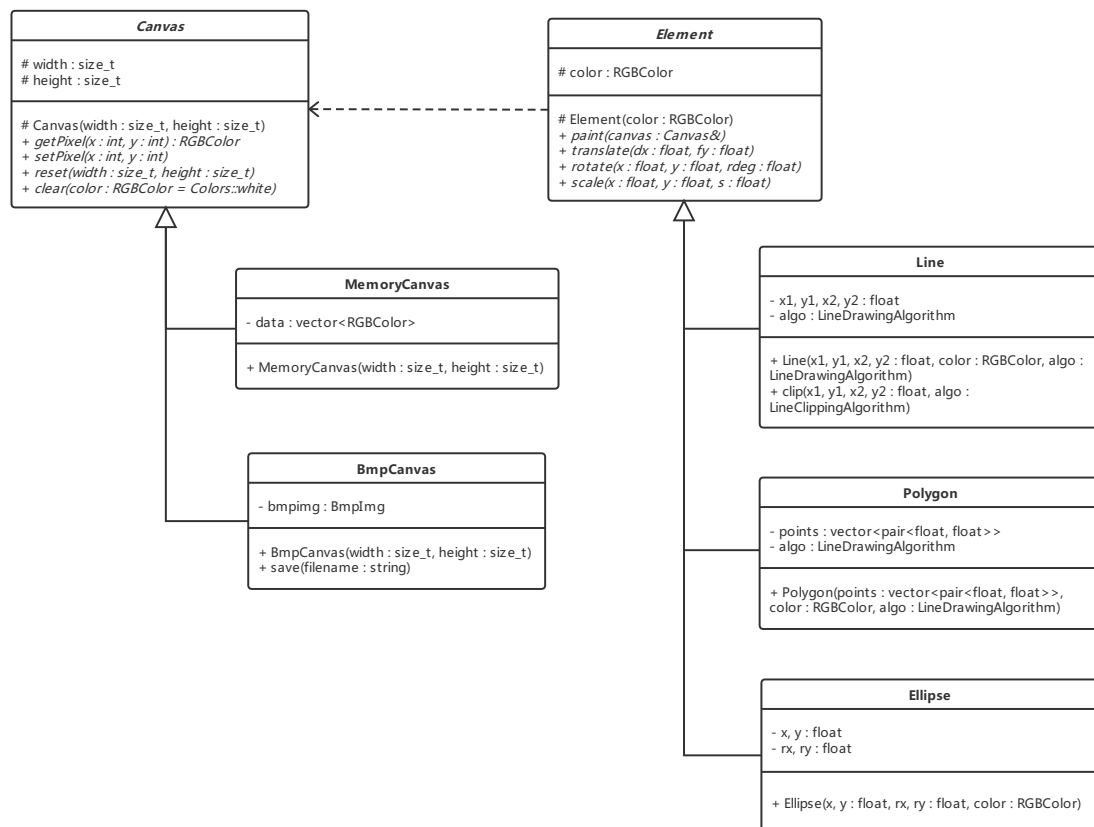 Canvas
# width : size_t
# height : size_t
# Canvas(width : size_t, height : size_t)
+ getPixel(x : int, y : int) : RGBColor
+ setPixel(x : int, y : int)
+ reset(width : size_t, height : size_t)
+ clear(color : RGBColor = Colors::white)
Element
# color : RGBColor
# Element(color : RGBColor)
+ paint(canvas : Canvas&)
+ translate(dx : float, fy : float)
+ rotate(x : float, y : float, rdeg : float)
+ scale(x : float, y : float, s : float)
MemoryCanvas
- data : vector<RGBColor>
+ MemoryCanvas(width : size_t, height : size_t)
BmpCanvas
- bmpimg : BmpImg
+ BmpCanvas(width : size_t, height : size_t)
+ save(filename : string)
Line
- x1, y1, x2, y2 : float
- algo : LineDrawingAlgorithm
+ Line(x1, y1, x2, y2 : float, color : RGBColor, algo :
LineDrawingAlgorithm)
+ clip(x1, y1, x2, y2 : float, algo :
LineClippingAlgorithm)
Polygon
- points : vector<pair<float, float>>
- algo : LineDrawingAlgorithm
+ Polygon(points : vector<pair<float, float>>,
color : RGBColor, algo : LineDrawingAlgorithm)
Ellipse
- x, y : float
- rx, ry : float
+ Ellipse(x, y : float, rx, ry : float, color : RGBColor)